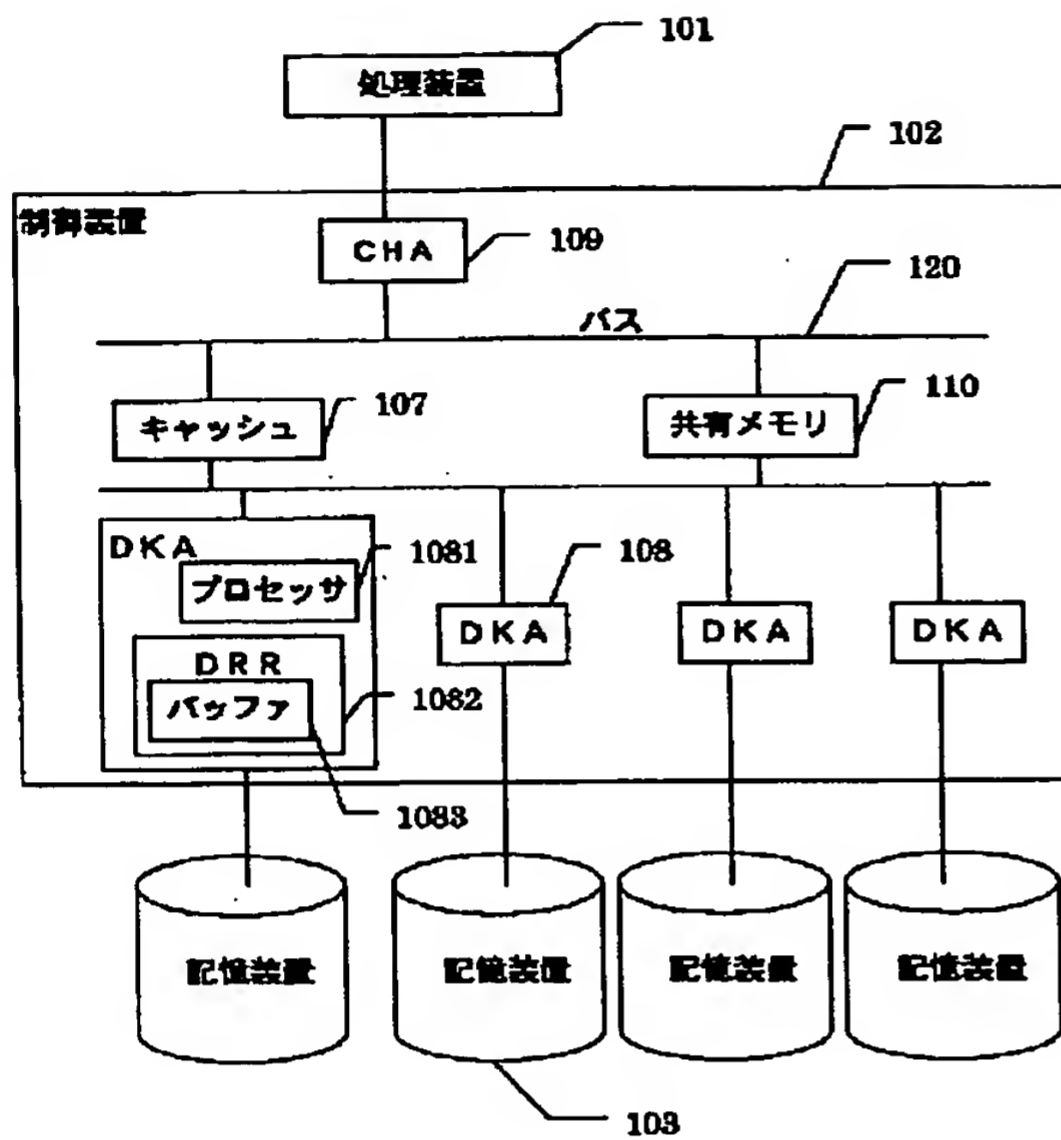 101
処理装置
102
制御装置
CHA
109
120
バス
キャッシュ
107
共有メモリ
110
DKA
プロセッサ
1081
108
DKA
DKA
DKA
DRR
バッファ
1082
1083
記憶装置
記憶装置
記憶装置
記憶装置
103